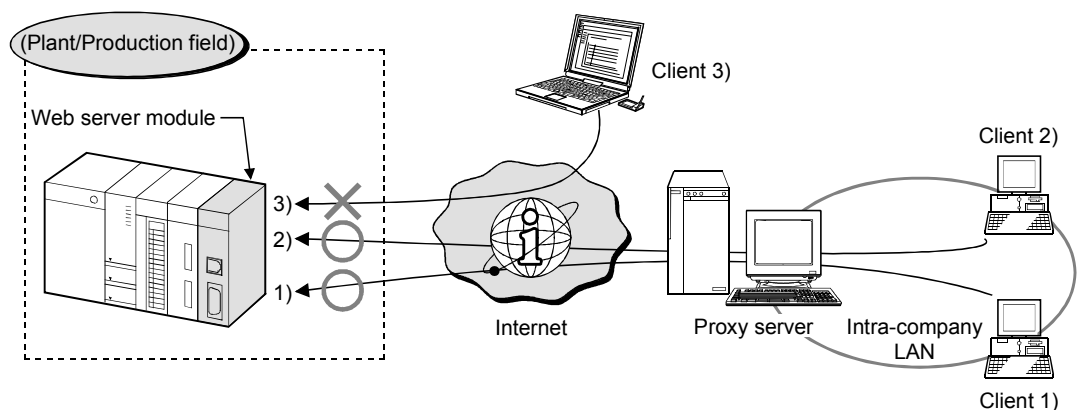 (Plant/Production field)
Client 3)
Web server module
Client 2)
3)
2)
1)
Internet
Proxy server
Intra-company
LAN
Client 1)